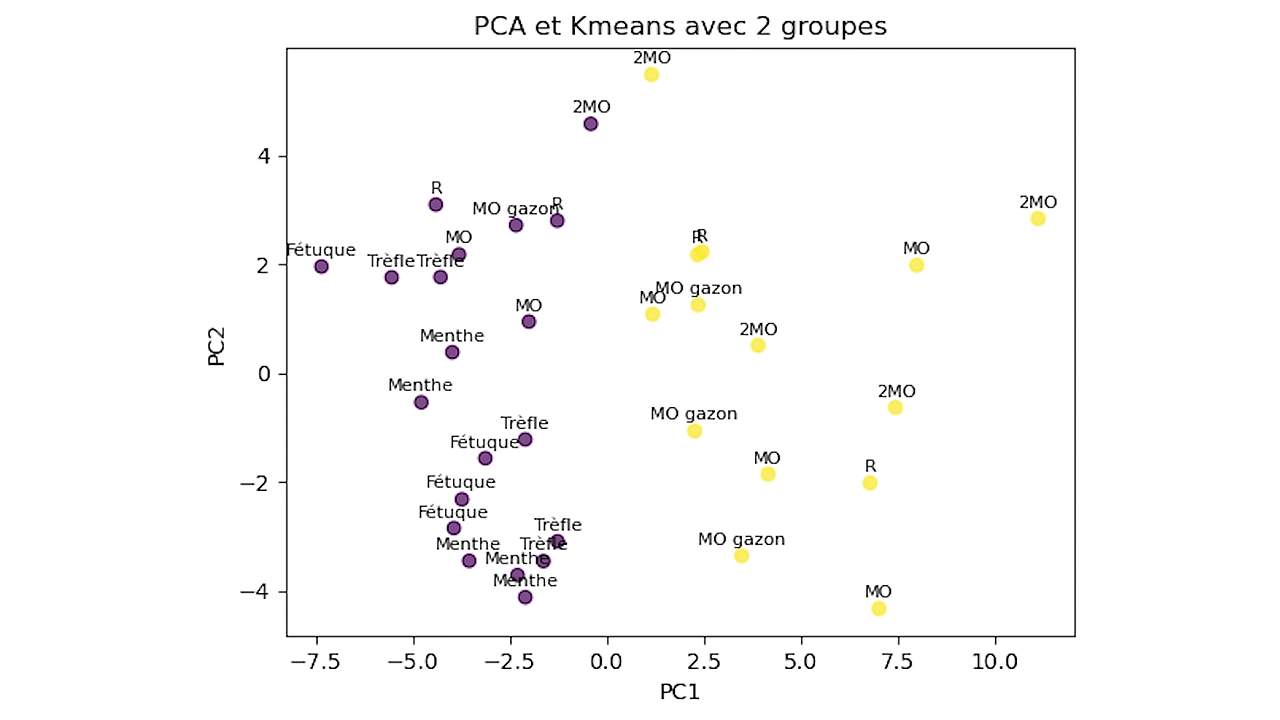 PCA et Kmeans avec 2 groupes
2MO
2MO
4
R
MO gazon
R
2MO
MO
R
R
MO
Fétuque
Trèfle
Trèfle
2
MO gazon
MO
MO
2MO
Menthe
0
Menthe
2MO
MO gazon
Trèfle
Fétuque
MO
R
Fétuque
−2
Fétuque
Trèfle
Menthe
Trèfle
MO gazon
Menthe
Menthe
MO
−4
PC2
−7.5 −5.0 −2.5 0.0 2.5 5.0 7.5 10.0
PC1